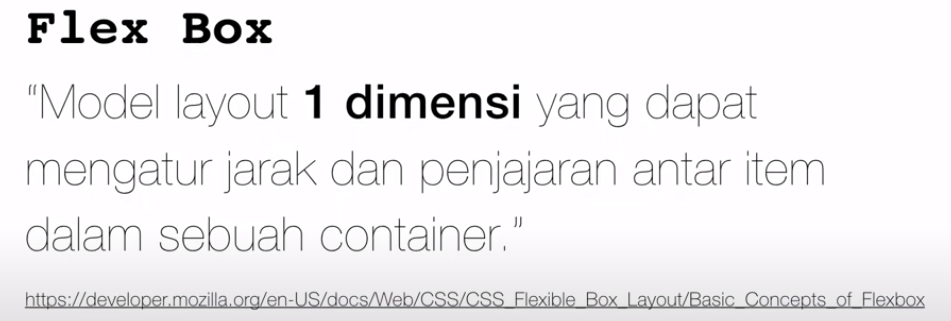 Flex Box
“Model layout 1 dimensi yang dapat
mengatur jarak dan penjajaran antar item
dalam sebuah container.”
https://developer.mozilla.org/en-US/docs/Web/CSS/CSS_Flexible_Box_Layout/Basic_Concepts_of_Flexbox